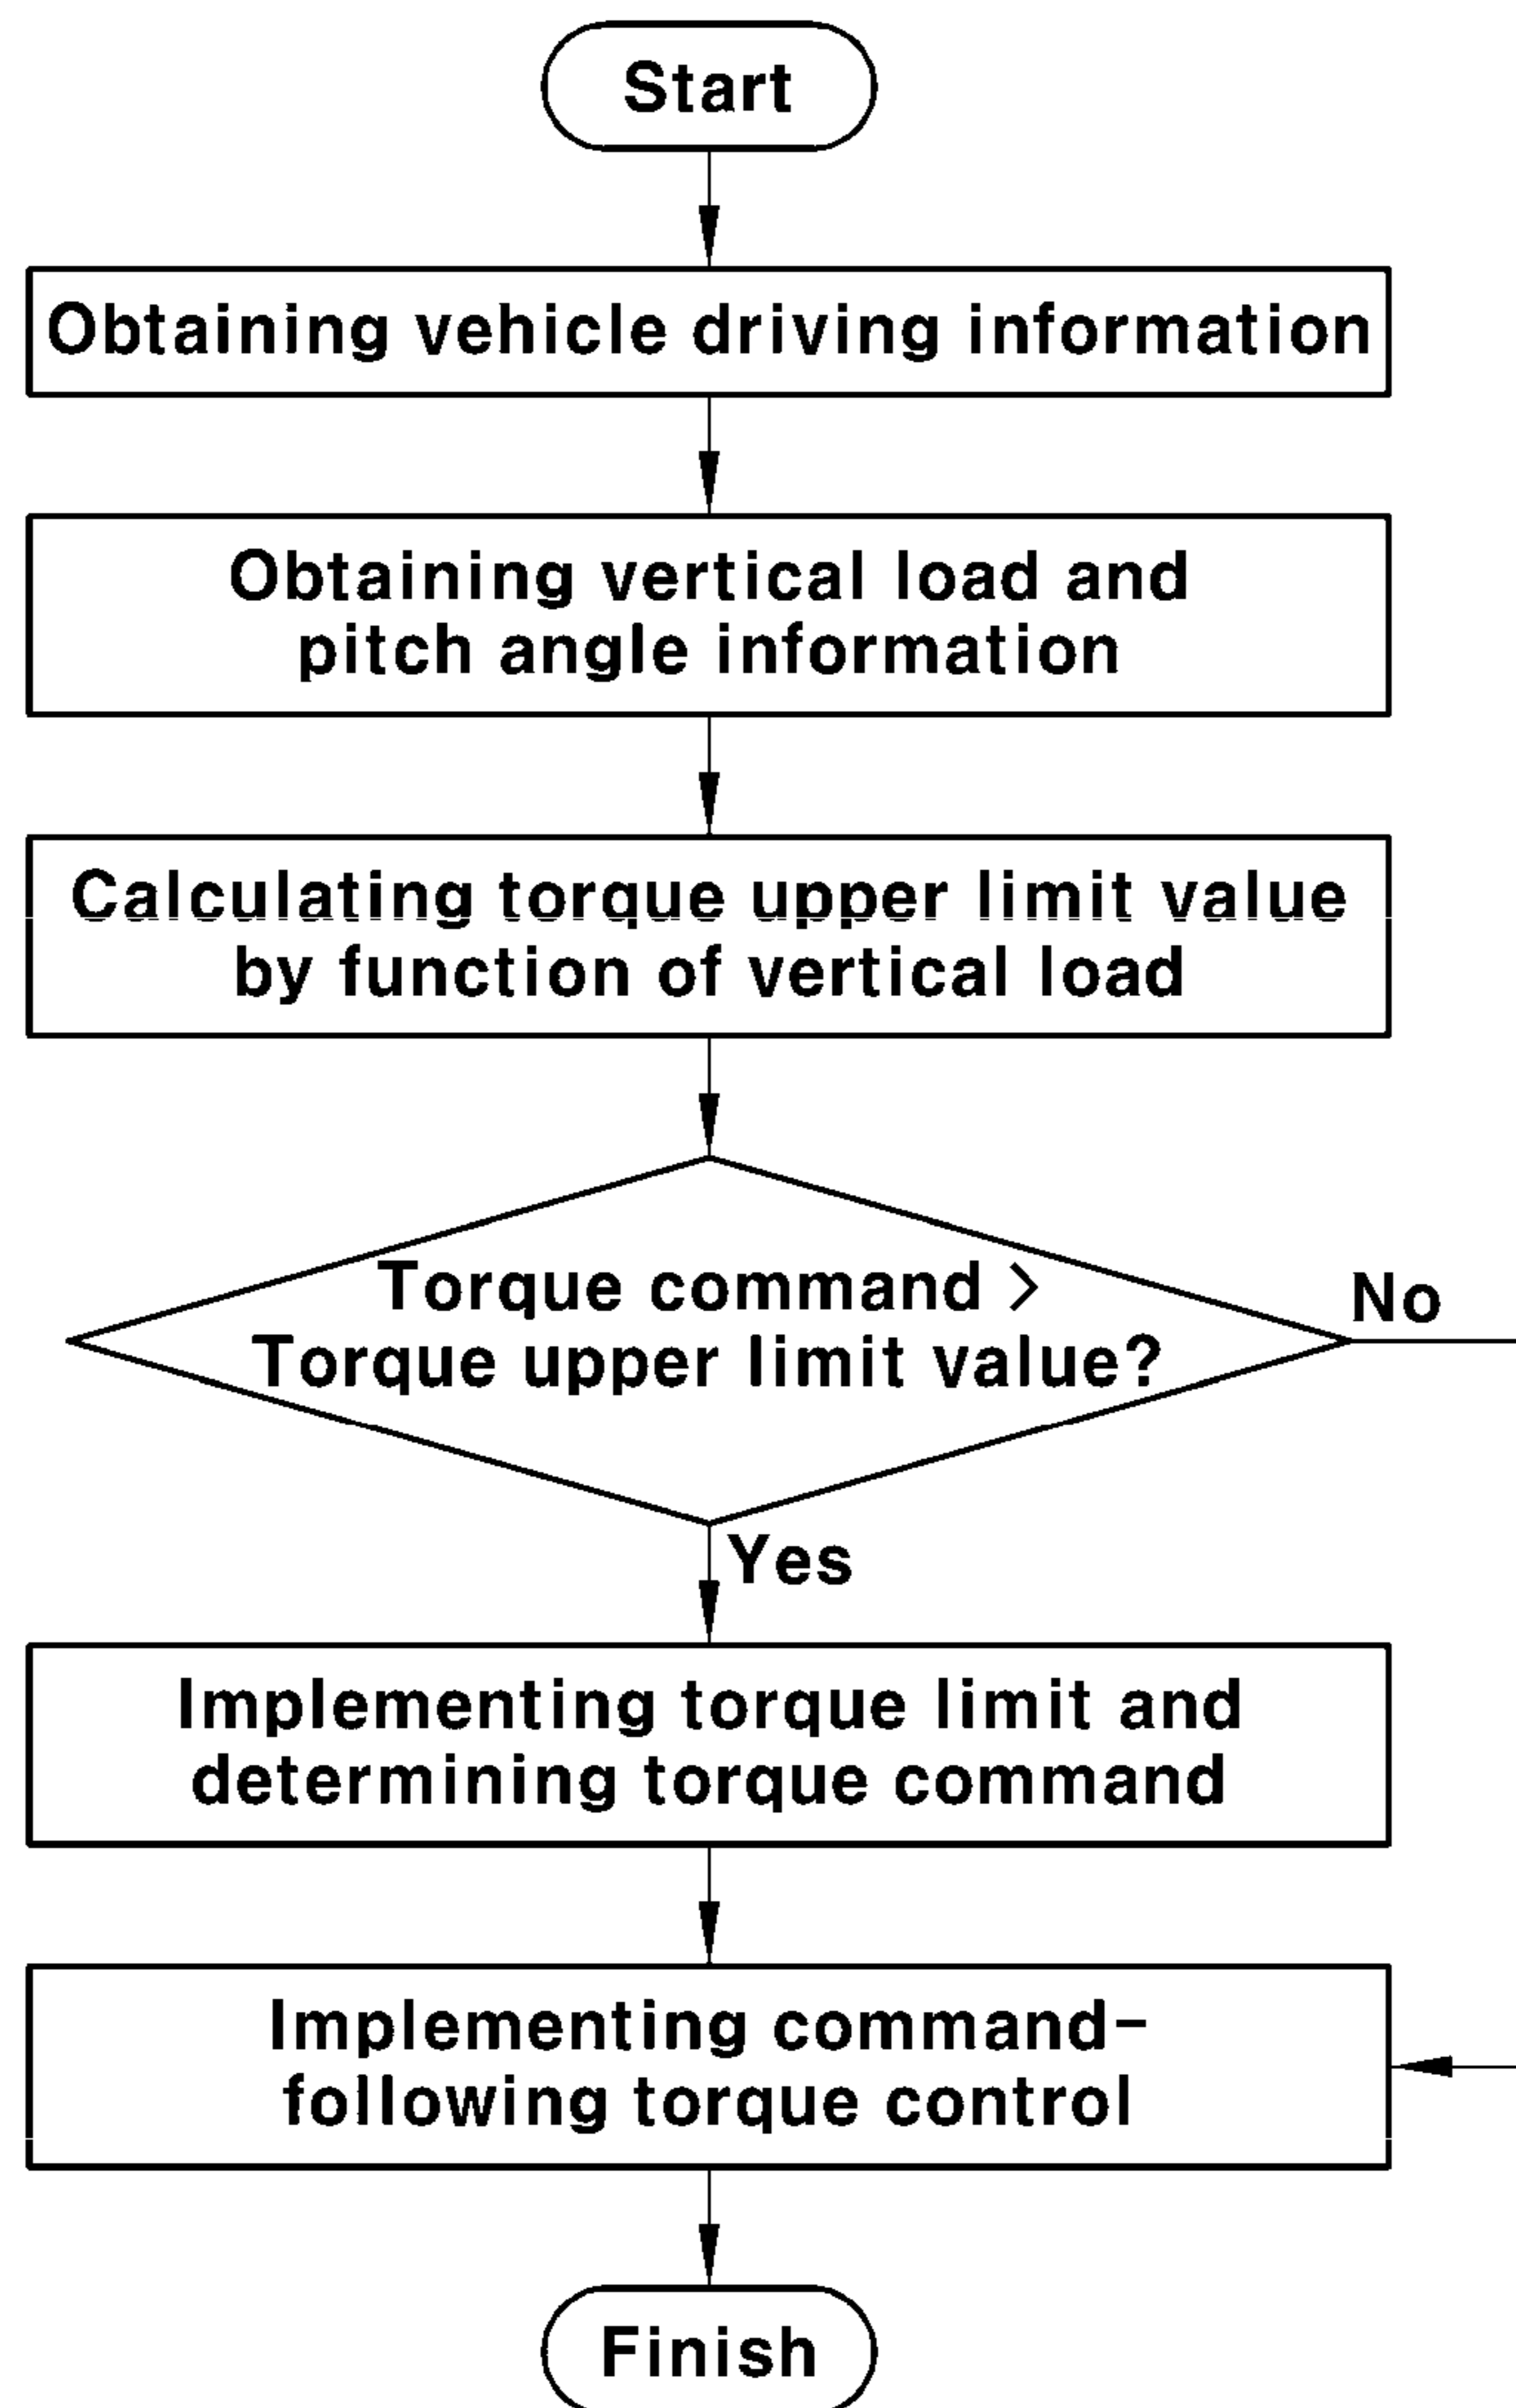 Start
Obtaining vehicle driving information
Obtaining vertical load and
pitch angle information
Calculating torque upper limit value
by function of vertical load
Torque command >
Torque upper limit value?
No
Yes
Implementing torque limit and
determining torque command
Implementing command-
following torque control
Finish